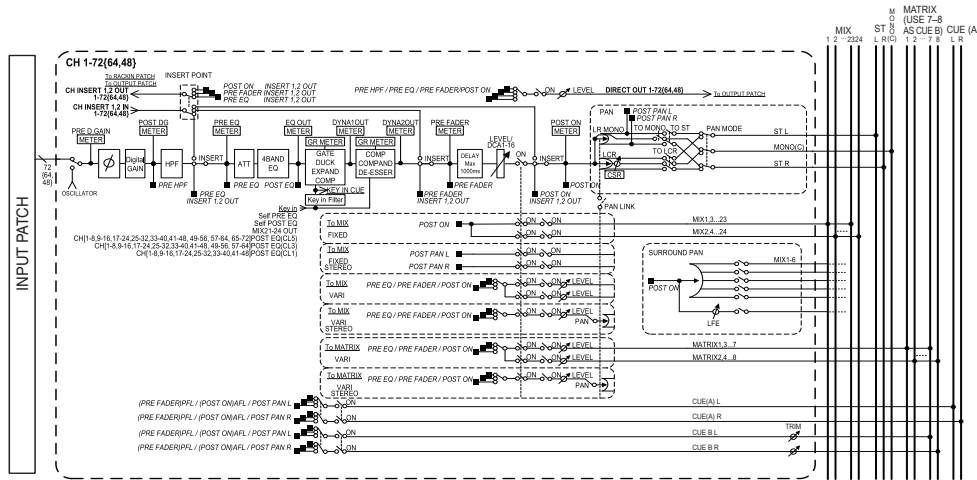 MIX
ST
MONO(C)
MATRIX
(USE 7–8
AS CUE B)
CUE (A
1 2 ··· 2324
L R
1 2 ··· 7 8
L R
INPUT PATCH
CH 1-72{64,48}
To RACKIN PATCH
To OUTPUT PATCH
INSERT POINT
CH INSERT 1,2 OUT
1-72{64,48}
CH INSERT 1,2 IN
1-72{64,48}
POST ON INSERT 1,2 OUT
PRE FADER INSERT 1,2 OUT
PRE EQ INSERT 1,2 OUT
PRE HPF / PRE EQ / PRE FADER/POST ON
ON
LEVEL
DIRECT OUT 1-72{64,48}
To OUTPUT PATCH
PRE D.GAIN
METER
POST DG
METER
PRE EQ
METER
EQ OUT
METER
DYNA1OUT
METER
DYNA2OUT
METER
PRE FADER
METER
LEVEL/
DCA1-16
POST ON
METER
GR METER
GR METER
72
{64,
48}
OSCILLATOR
Ø
Digital
GAIN
HPF
INSERT
ATT
4BAND
EQ
GATE
DUCK
EXPAND
COMP
COMP
COMPAND
DE-ESSER
INSERT
DELAY
Max
1000ms
ON
INSERT
PRE HPF
PRE EQ
INSERT 1,2 OUT
PRE EQ
POST EQ
KEY IN CUE
Key in Filter
PRE FADER
INSERT 1,2 OUT
PRE FADER
POST ON
INSERT 1,2 OUT
POST ON
PAN
POST PAN L
POST PAN R
LR MONO
TO MONO
TO ST
TO LCR
PAN MODE
LCR
CSR
ST L
MONO(C)
ST R
PAN LINK
Key in
Self PRE EQ
Self POST EQ
MIX21-24 OUT
CH[1-8,9-16,17-24,25-32,33-40,41-48, 49-56, 57-64, 65-72]POST EQ(CL5)
CH[1-8,9-16,17-24,25-32,33-40,41-48, 49-56, 57-64]POST EQ(CL3)
CH[1-8,9-16,17-24,25-32,33-40,41-48]POST EQ(CL1)
To MIX
FIXED
POST ON
ON
ON
ON
ON
MIX1,3...23
MIX2,4...24
To MIX
FIXED
STEREO
POST PAN L
POST PAN R
ON
ON
ON
ON
SURROUND PAN
POST ON
LFE
MIX1-6
To MIX
VARI
PRE EQ / PRE FADER / POST ON
ON
ON
LEVEL
ON
ON
LEVEL
To MIX
VARI
STEREO
PRE EQ / PRE FADER / POST ON
ON
ON
LEVEL
PAN
To MATRIX
VARI
PRE EQ / PRE FADER / POST ON
ON
ON
LEVEL
ON
ON
LEVEL
MATRIX1,3...7
MATRIX2,4...8
To MATRIX
VARI
STEREO
PRE EQ / PRE FADER / POST ON
ON
ON
LEVEL
PAN
(PRE FADER)PFL / (POST ON)AFL / POST PAN L
ON
CUE(A) L
(PRE FADER)PFL / (POST ON)AFL / POST PAN R
ON
CUE(A) R
(PRE FADER)PFL / (POST ON)AFL / POST PAN L
ON
CUE B L
TRIM
(PRE FADER)PFL / (POST ON)AFL / POST PAN R
ON
CUE B R